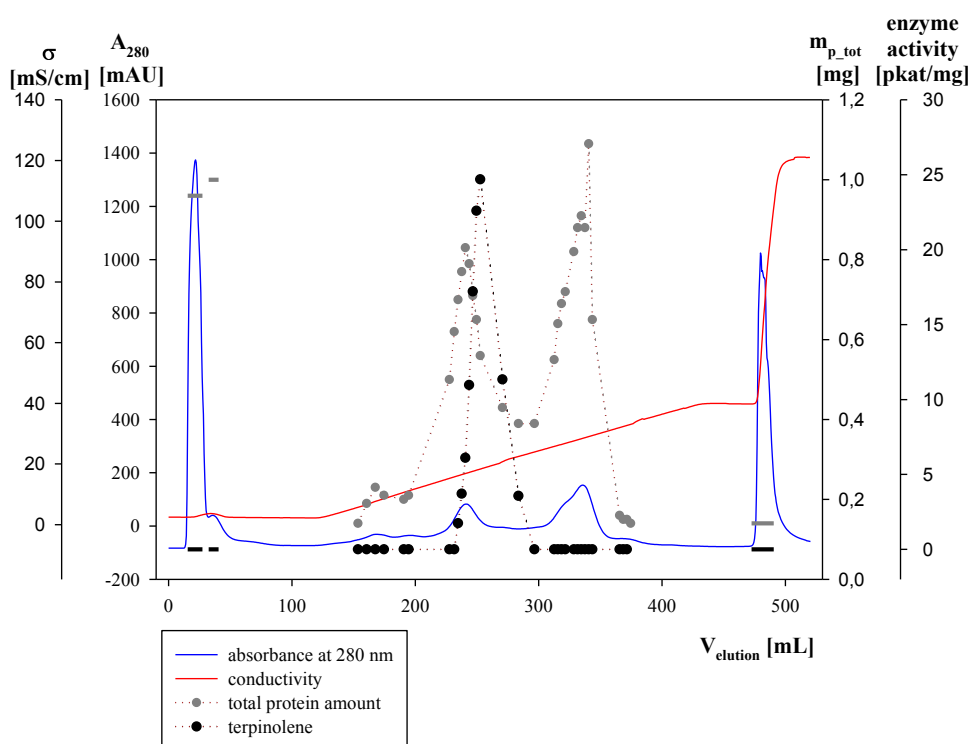 σ
[mS/cm]
A280
[mAU]
mp_tot
[mg]
enzyme
activity
[pkat/mg]
140
120
100
80
60
40
20
0
1600
1400
1200
1000
800
600
400
200
0
-200
1,2
1,0
0,8
0,6
0,4
0,2
0,0
30
25
20
15
10
5
0
0 100 200 300 400 500
Velution [mL]
absorbance at 280 nm
conductivity
total protein amount
terpinolene